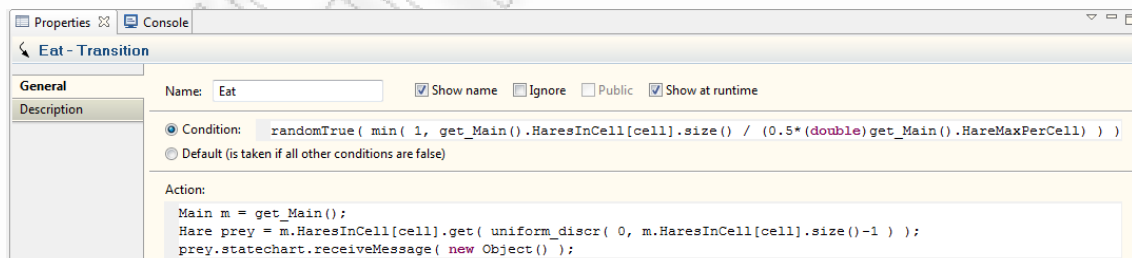 Properties Console
Eat - Transition
General
Description
Name: Eat Show name Ignore Public Show at runtime
Condition: randomTrue( min( 1, get_Main().HaresInCell[cell].size() / (0.5*(double)get_Main().HareMaxPerCell) ) )
Default (is taken if all other conditions are false)
Action:
Main m = get_Main();
Hare prey = m.HaresInCell[cell].get( uniform_discr( 0, m.HaresInCell[cell].size()-1 ) );
prey.statechart.receiveMessage( new Object() );